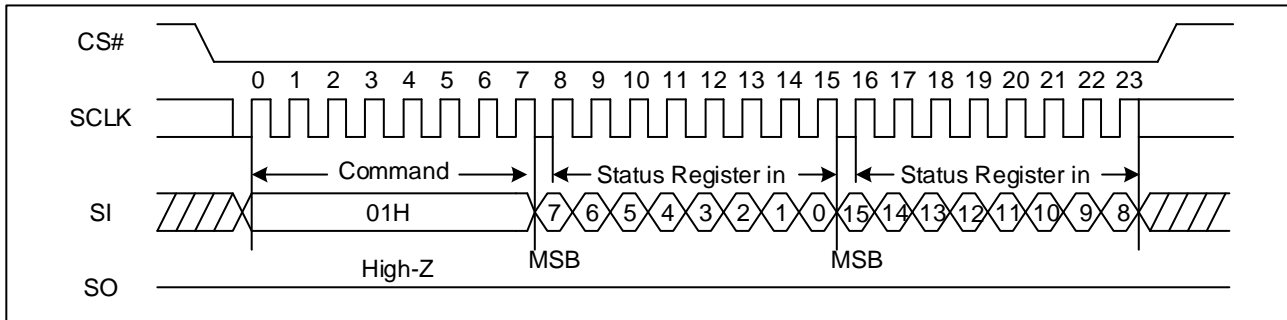 CS#
0 1 2 3 4 5 6 7 8 9 10 11 12 13 14 15 16 17 18 19 20 21 22 23
SCLK
Command Status Register in Status Register in
SI 01H 7 6 5 4 3 2 1 0 15 14 13 12 11 10 9 8
MSB MSB
High-Z
SO